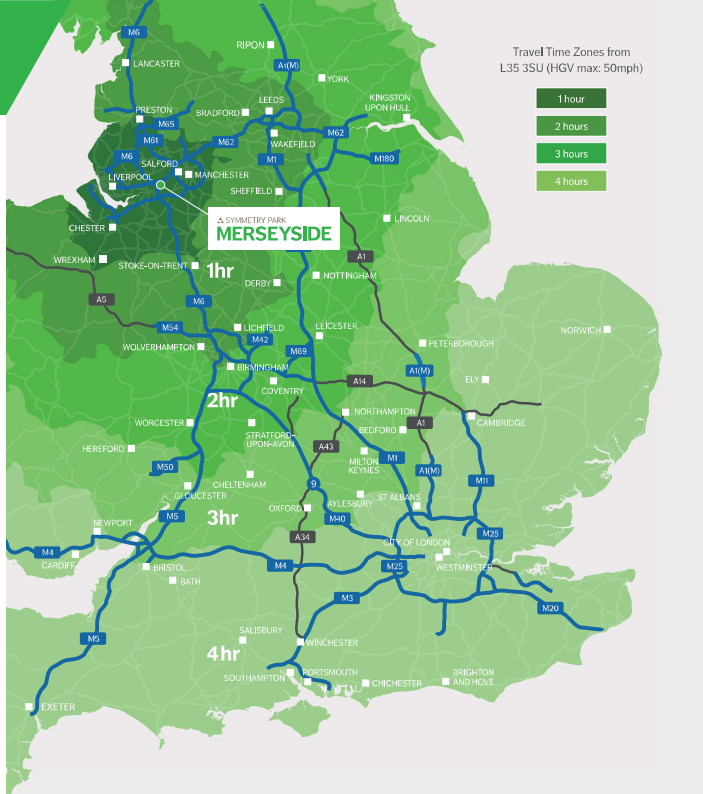 Travel Time Zones from
L35 3SU (HGV max: 50mph)
1 hour
2 hours
3 hours
4 hours
M6
RIPON
LANCASTER
A1(M)
YORK
KINGSTON
UPON HULL
PRESTON
M65
BRADFORD
LEEDS
M61
M62
WAKEFIELD
M62
M6
SALFORD
M1
M180
LIVERPOOL
MANCHESTER
SHEFFIELD
CHESTER
SYMMETRY PARK
MERSEYSIDE
LINCOLN
WREXHAM
STOKE-ON-TRENT
1hr
A1
DERBY
NOTTINGHAM
A5
M6
M54
LICHFIELD
LEICESTER
NORWICH
WOLVERHAMPTON
M42
M69
PETERBOROUGH
BIRMINGHAM
A1(M)
COVENTRY
A14
ELY
2hr
NORTHAMPTON
WORCESTER
STRATFORD-
UPON-AVON
BEDFORD
A1
CAMBRIDGE
HEREFORD
A43
MILTON
KEYNES
M1
M50
CHELTENHAM
A1(M)
M11
GLOUCESTER
9
AYLESBURY
ST ALBANS
M5
3hr
OXFORD
M40
NEWPORT
A34
M25
M4
CITY OF LONDON
CARDIFF
BRISTOL
M4
M25
WESTMINSTER
BATH
M3
M20
M5
SALISBURY
4hr
WINCHESTER
SOUTHAMPTON
PORTSMOUTH
CHICHESTER
BRIGHTON
AND HOVE
EXETER